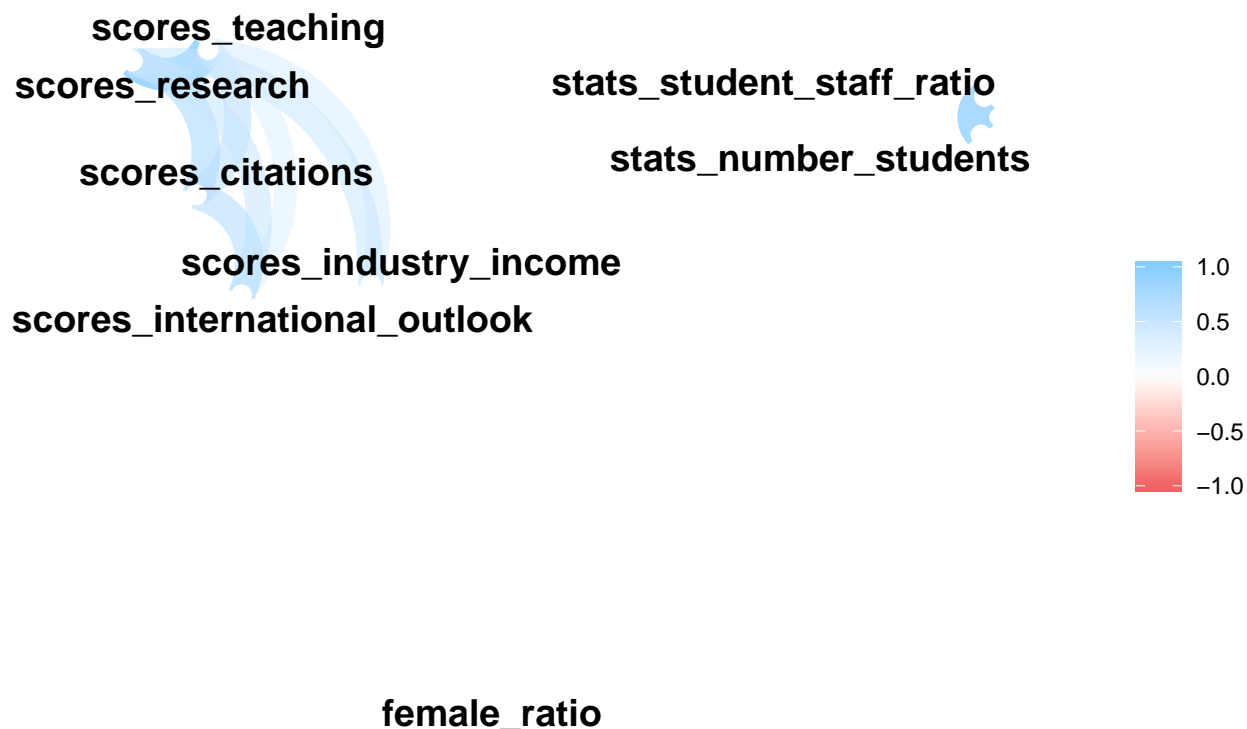 scores_teaching
scores_research
stats_student_staff_ratio
scores_citations
stats_number_students
scores_industry_income
scores_international_outlook
1.0
0.5
0.0
−0.5
−1.0
female_ratio